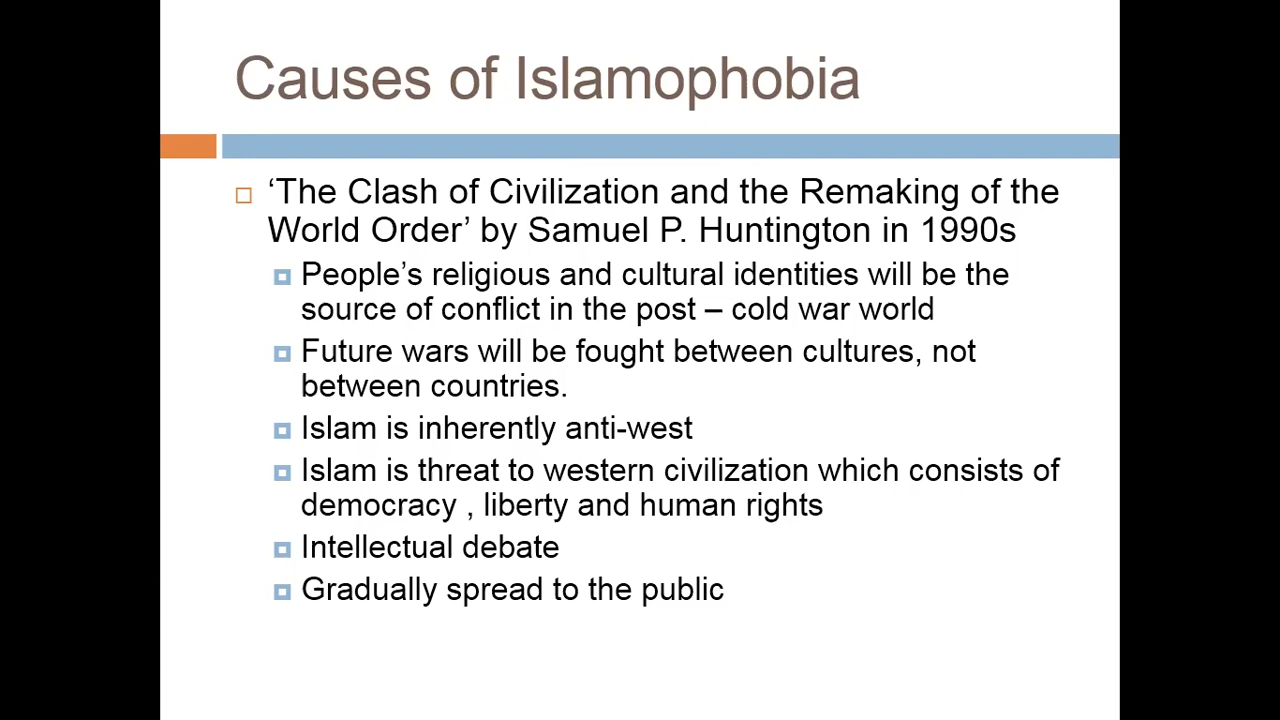 Causes of Islamophobia
‘The Clash of Civilization and the Remaking of the
World Order’ by Samuel P. Huntington in 1990s
People’s religious and cultural identities will be the
source of conflict in the post – cold war world
Future wars will be fought between cultures, not
between countries.
Islam is inherently anti-west
Islam is threat to western civilization which consists of
democracy , liberty and human rights
Intellectual debate
Gradually spread to the public